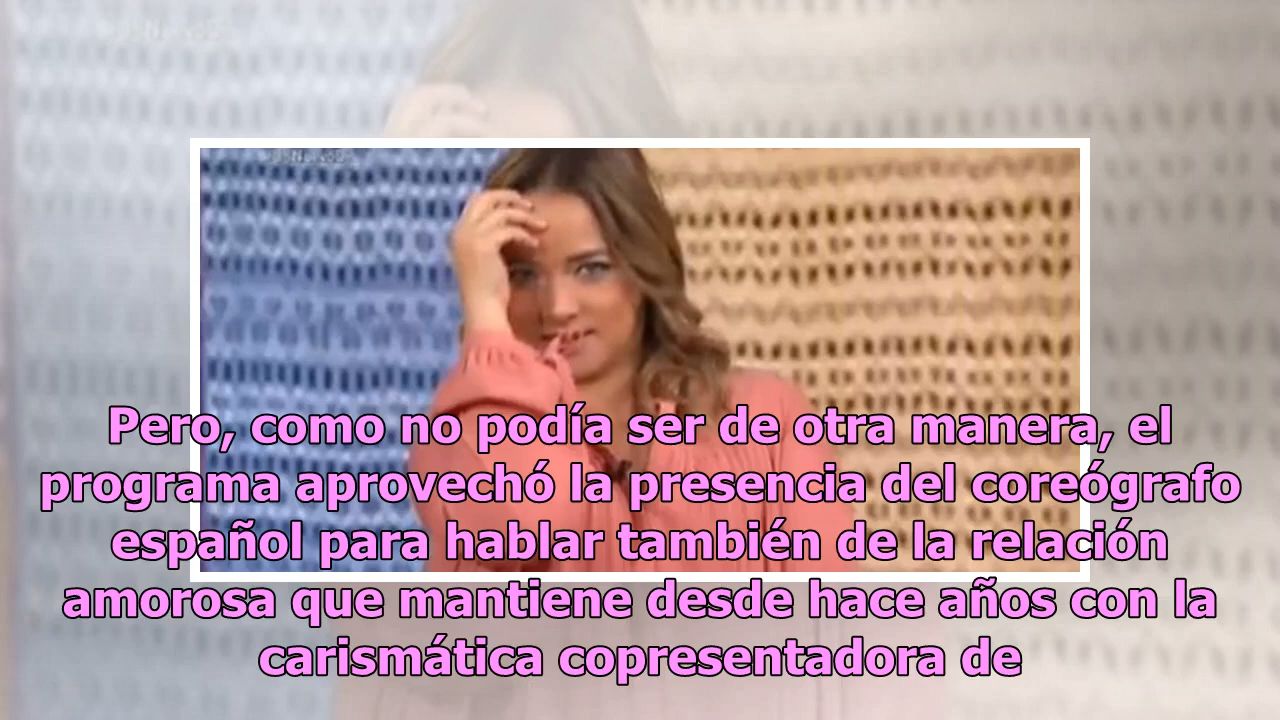 Pero, como no podía ser de otra manera, el
programa aprovechó la presencia del coreógrafo
español para hablar también de la relación
amorosa que mantiene desde hace años con la
carismática copresentadora de